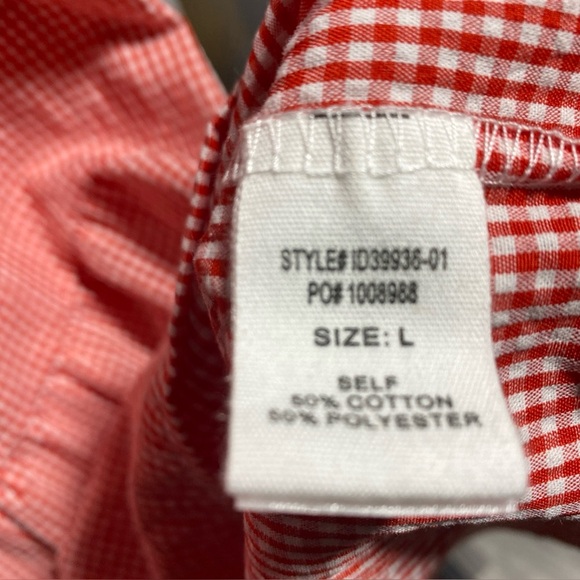 STYLE# ID39936-01
PO# 1008988
SIZE: L
SELF
50% COTTON
50% POLYESTER